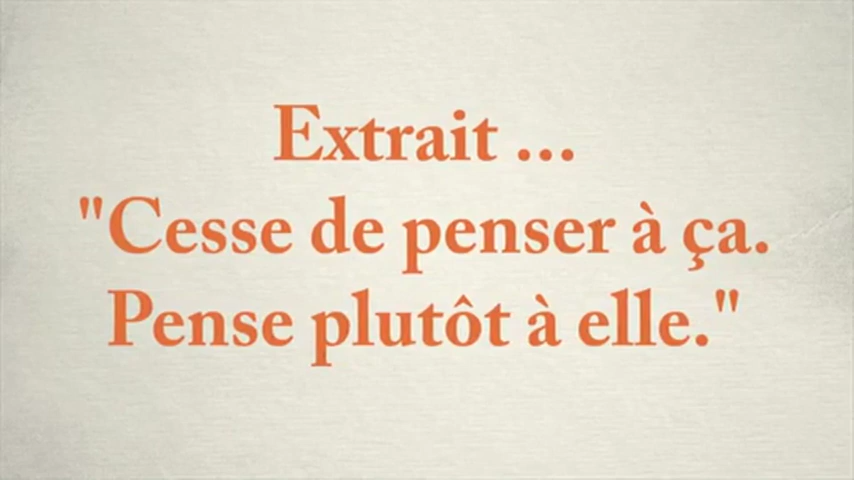 Extrait ...
"Cesse de penser à ça.
Pense plutôt à elle."